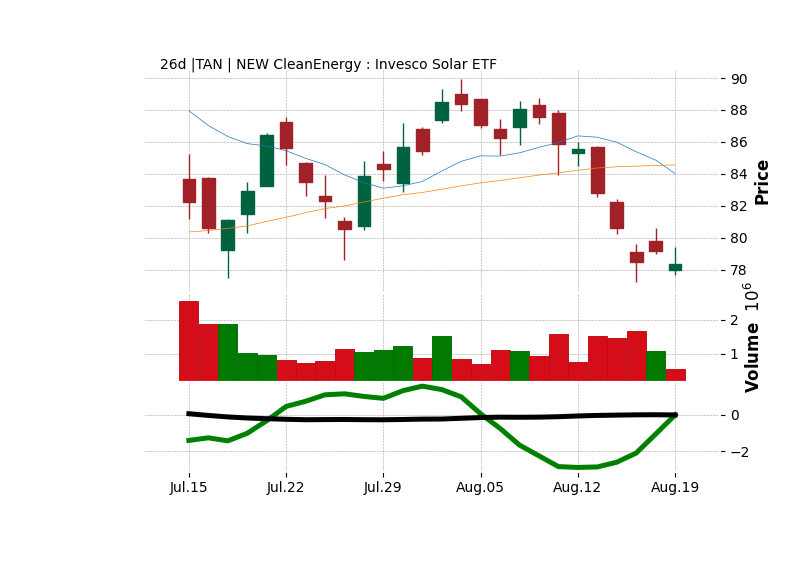 26d |TAN | NEW CleanEnergy : Invesco Solar ETF
90
88
86
84
82
80
78
Price
2
1
Volume 10^6
0
−2
Jul.15 Jul.22 Jul.29 Aug.05 Aug.12 Aug.19